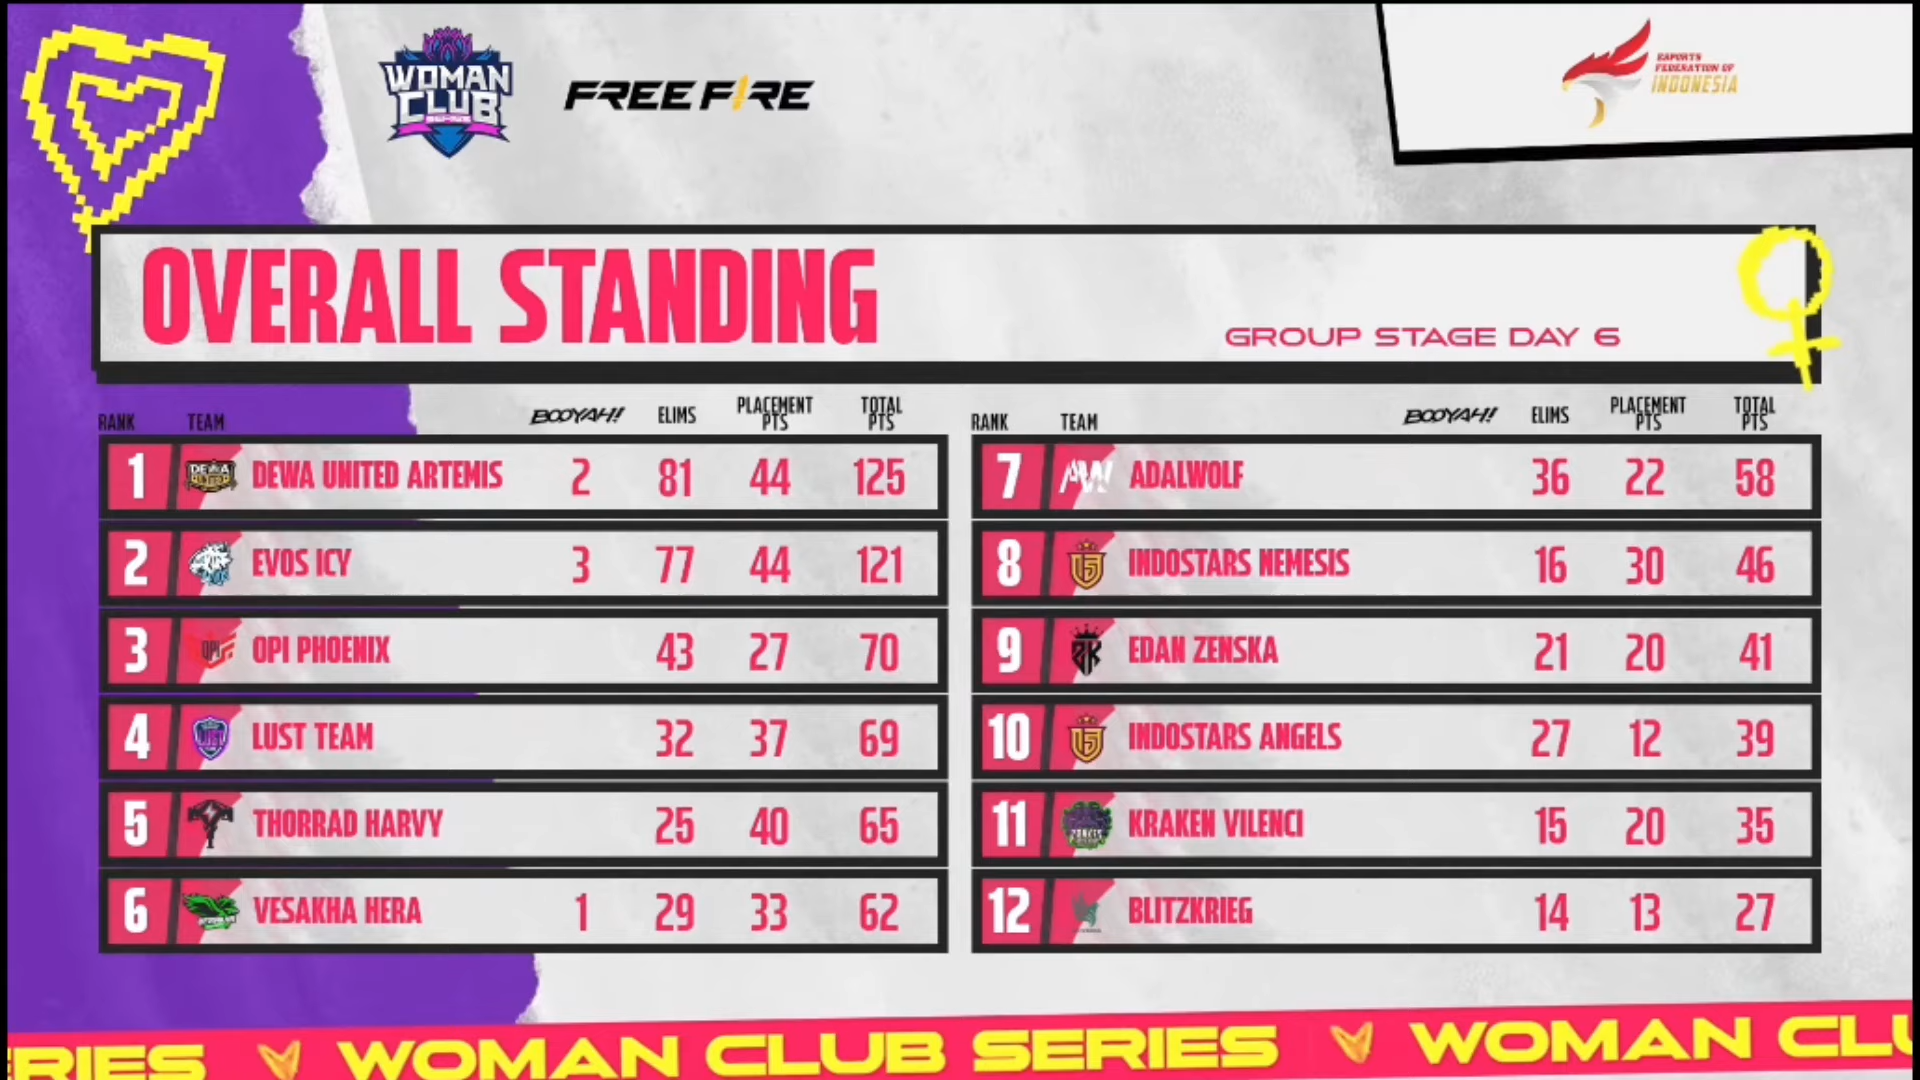 WOMAN
CLUB
FREE FIRE
ESPORTS
FEDERATION OF
INDONESIA
OVERALL STANDING
GROUP STAGE DAY 6
RANK TEAM BOOYAH! ELIMS PLACEMENT PTS TOTAL PTS
1 DEWA UNITED ARTEMIS 2 81 44 125
2 EVOS ICY 3 77 44 121
3 OPI OPI PHOENIX 43 27 70
4 LUST LUST TEAM 32 37 69
5 THORRAD HARVY 25 40 65
6 VESAKHA HERA 1 29 33 62
RANK TEAM BOOYAH! ELIMS PLACEMENT PTS TOTAL PTS
7 AW ADALWOLF 36 22 58
8 INDOSTARS NEMESIS 16 30 46
9 EDAN ZENSKA 21 20 41
10 INDOSTARS ANGELS 27 12 39
11 KRAKEN VILENCI 15 20 35
12 BLITZKRIEG 14 13 27
ERIES WOMAN CLUB SERIES WOMAN CLU